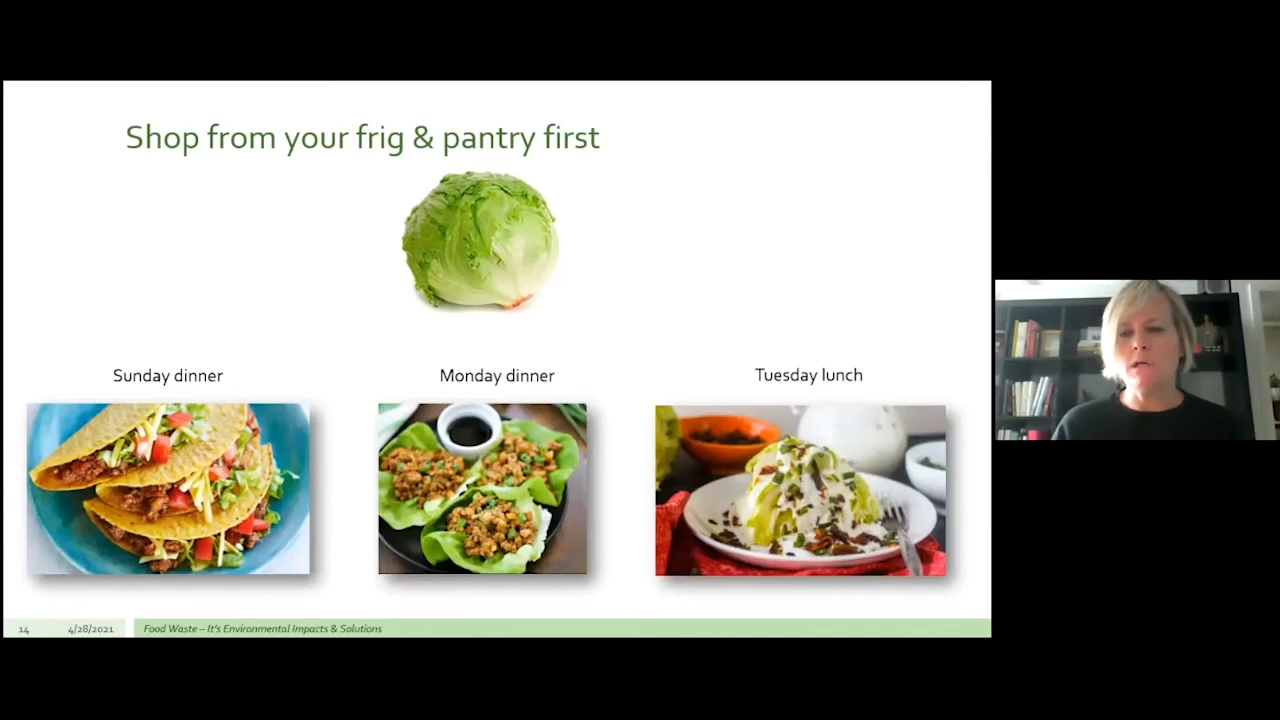 Shop from your frig & pantry first
Sunday dinner
Monday dinner
Tuesday lunch
14
4/28/2021
Food Waste – It's Environmental Impacts & Solutions